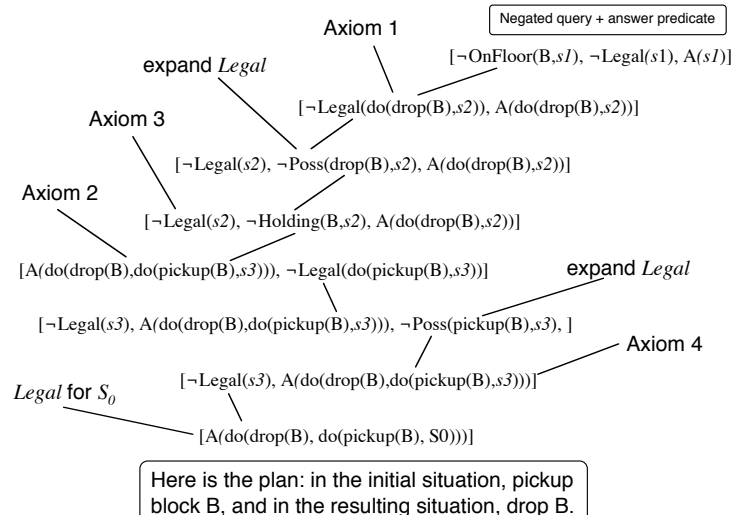 Negated query + answer predicate
Axiom 1
[¬OnFloor(B,s1), ¬Legal(s1), A(s1)]
expand Legal
[¬Legal(do(drop(B),s2)), A(do(drop(B),s2))]
Axiom 3
[¬Legal(s2), ¬Poss(drop(B),s2), A(do(drop(B),s2))]
Axiom 2
[¬Legal(s2), ¬Holding(B,s2), A(do(drop(B),s2))]
[A(do(drop(B),do(pickup(B),s3))), ¬Legal(do(pickup(B),s3))]
expand Legal
[¬Legal(s3), A(do(drop(B),do(pickup(B),s3))), ¬Poss(pickup(B),s3), ]
Axiom 4
[¬Legal(s3), A(do(drop(B),do(pickup(B),s3)))]
Legal for S0
[A(do(drop(B), do(pickup(B), S0)))]
Here is the plan: in the initial situation, pickup
block B, and in the resulting situation, drop B.